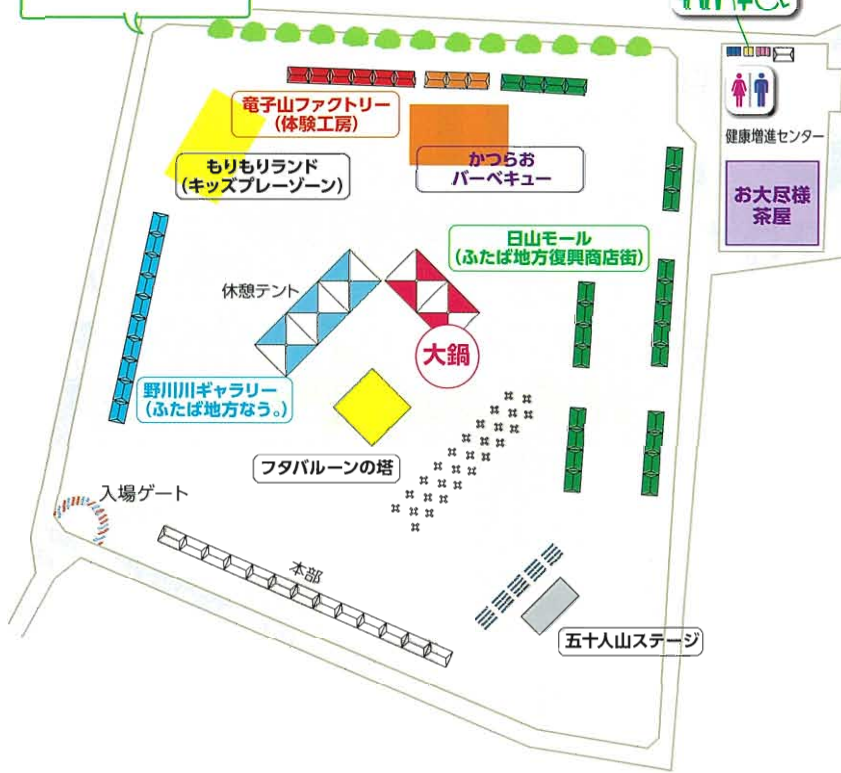 竜子山ファクトリー
(体験工房)
もりもりランド
(キッズプレーゾーン)
かつらお
バーベキュー
健康増進センター
お大尽様
茶屋
日山モール
(ふたば地方復興商店街)
休憩テント
大鍋
野川川ギャラリー
(ふたば地方なう。)
フタバルーンの塔
入場ゲート
本部
五十人山ステージ